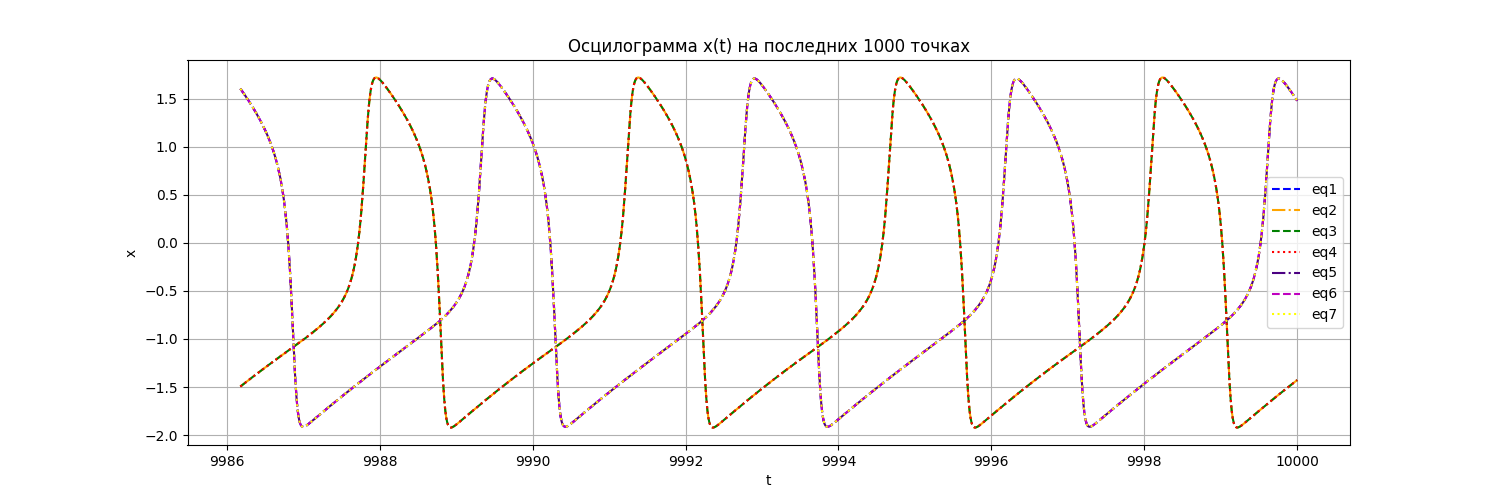 Осцилограмма x(t) на последних 1000 точках
x
1.5
1.0
0.5
0.0
−0.5
−1.0
−1.5
−2.0
eq1
eq2
eq3
eq4
eq5
eq6
eq7
9986
9988
9990
9992
9994
9996
9998
10000
t